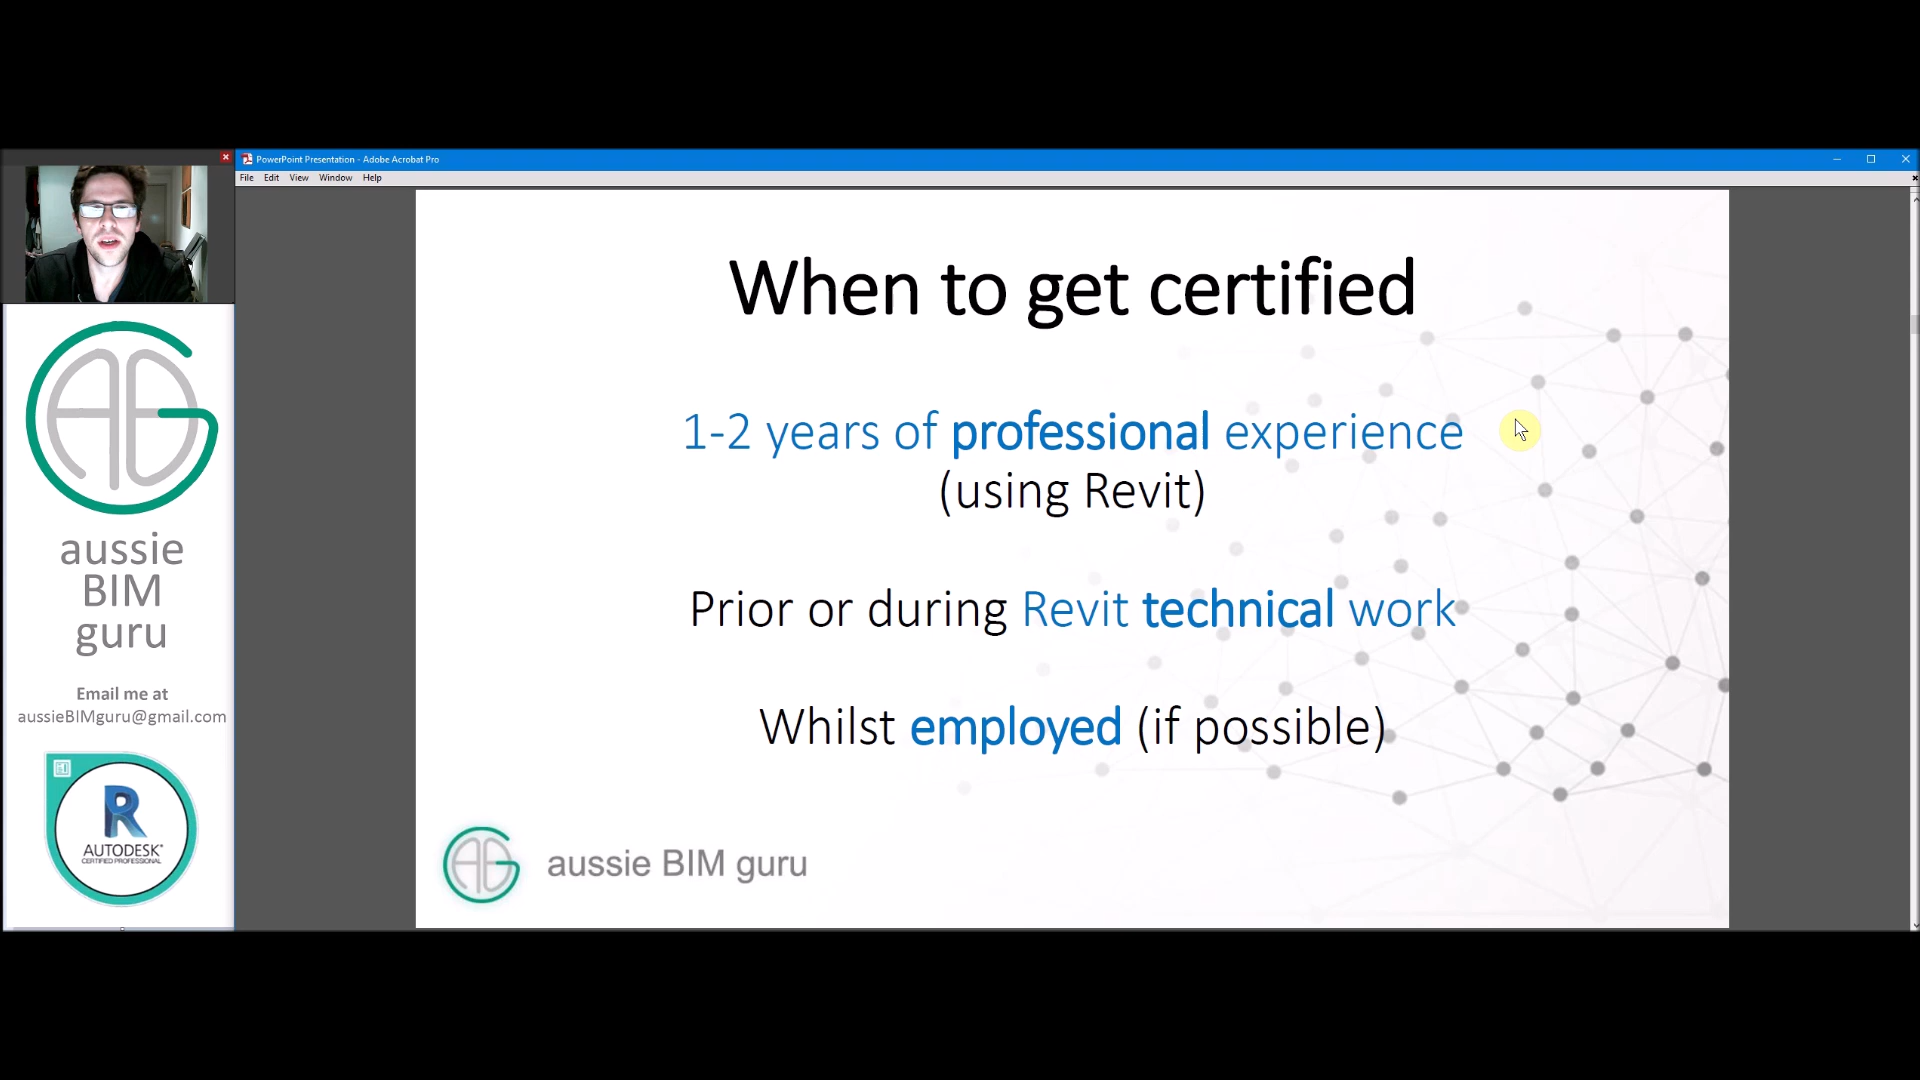 PowerPoint Presentation - Adobe Acrobat Pro
File Edit View Window Help
When to get certified
1-2 years of professional experience
(using Revit)
Prior or during Revit technical work
Whilst employed (if possible)
aussie BIM guru
aussie
BIM
guru
Email me at
aussieBIMguru@gmail.com
R
AUTODESK®
CERTIFIED PROFESSIONAL